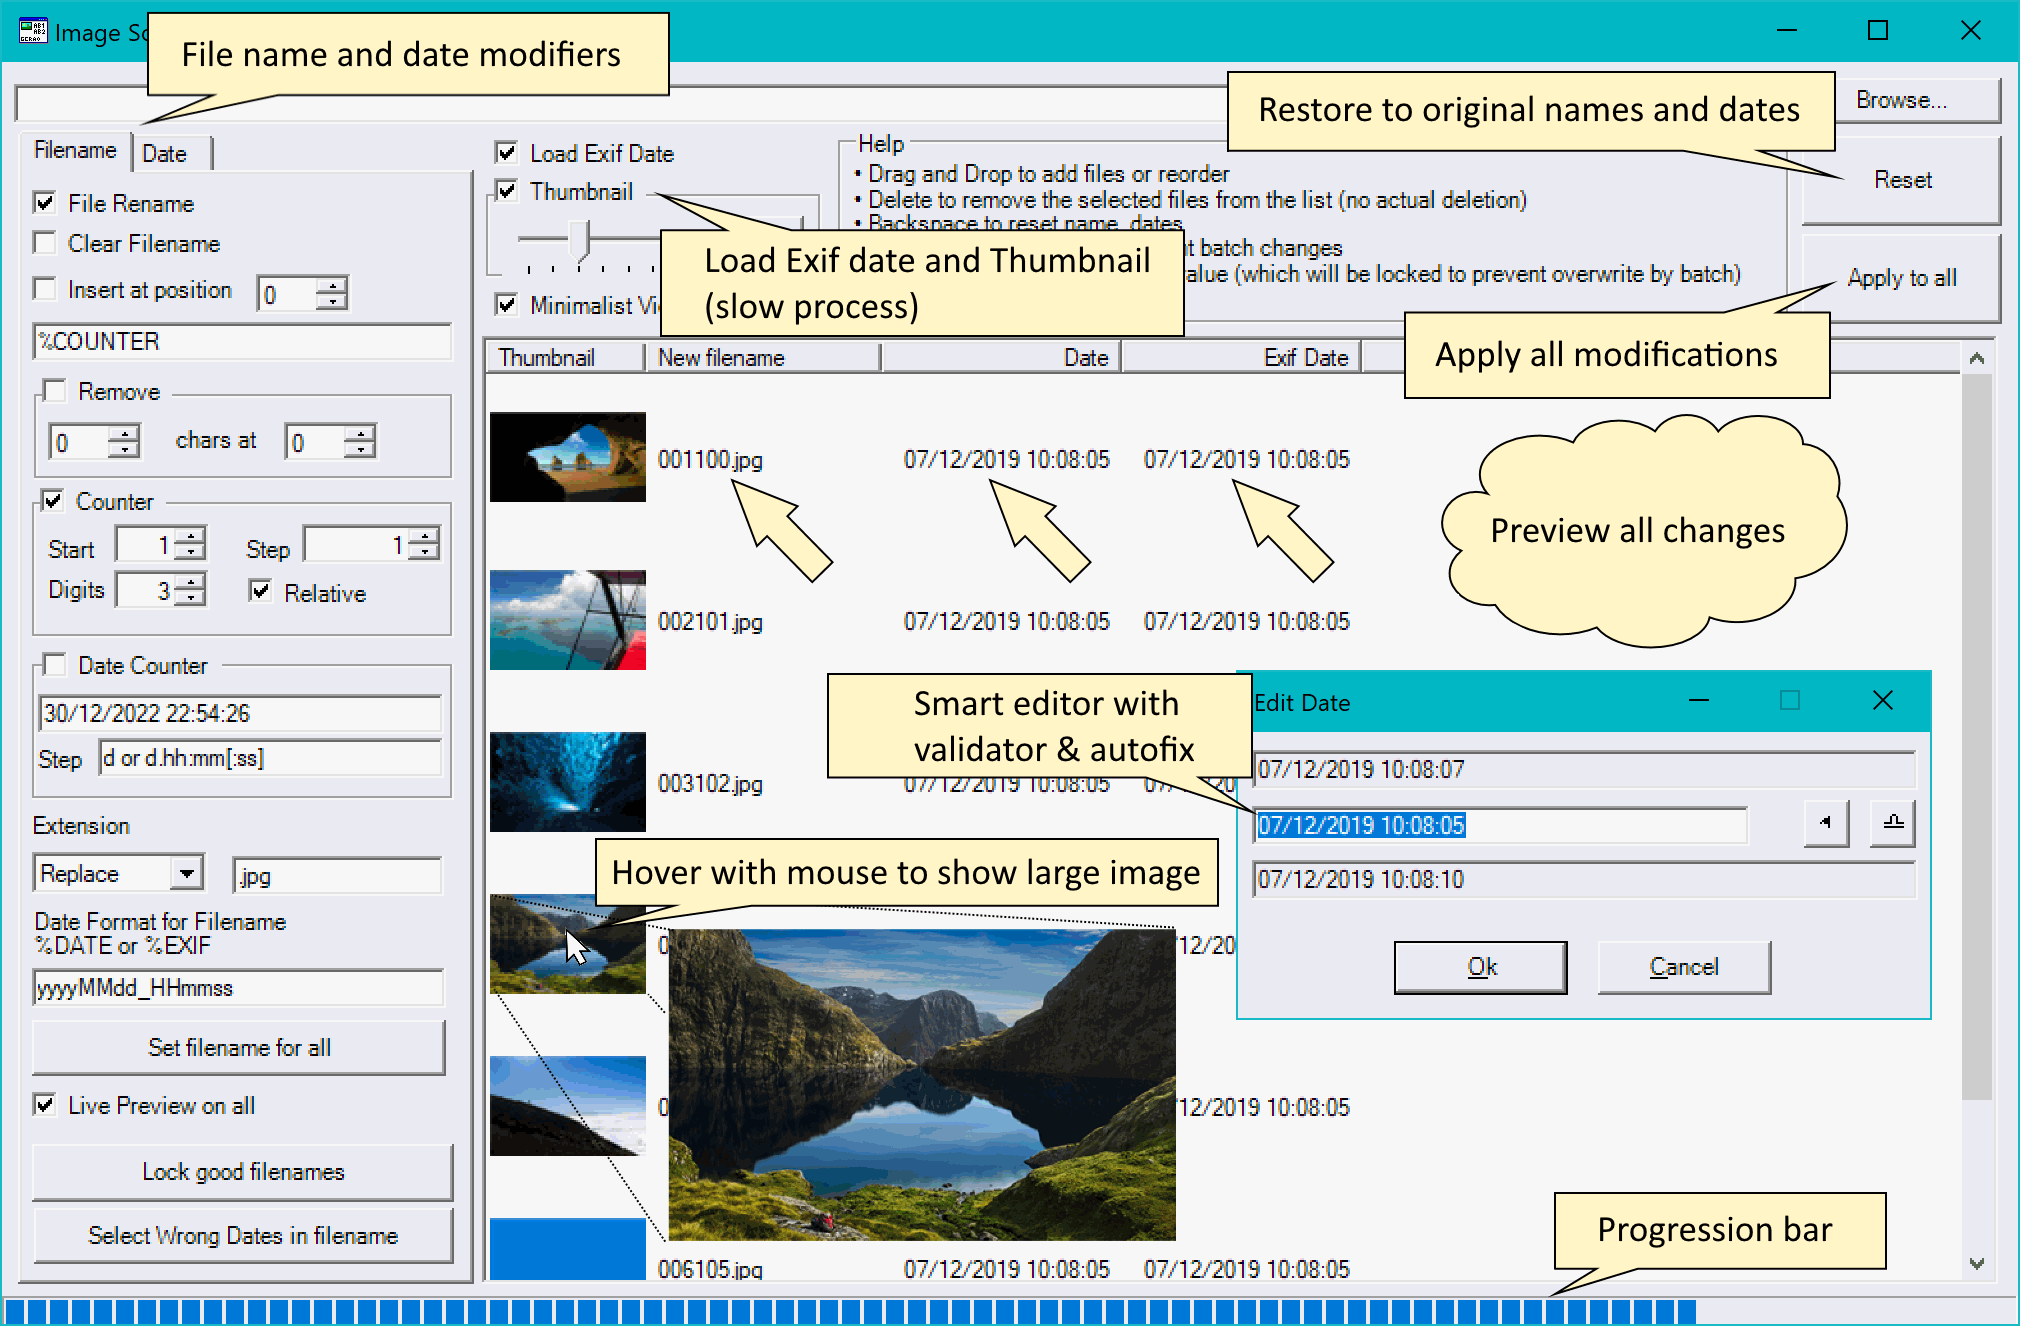 Image Sc
File name and date modifiers
Restore to original names and dates
Browse...
Filename
Date
Load Exif Date
Thumbnail
Help
• Drag and Drop to add files or reorder
• Delete to remove the selected files from the list (no actual deletion)
• Backspace to reset name, dates
t batch changes
alue (which will be locked to prevent overwrite by batch)
Reset
Apply to all
Load Exif date and Thumbnail
(slow process)
Minimalist Vi
Apply all modifications
File Rename
Clear Filename
Insert at position 0
%COUNTER
Remove
0 chars at 0
Counter
Start 1 Step 1
Digits 3 Relative
Date Counter
30/12/2022 22:54:26
Step d or d.hh:mm[:ss]
Extension
Replace .jpg
Date Format for Filename
%DATE or %EXIF
yyyyMMdd_HHmmss
Set filename for all
Live Preview on all
Lock good filenames
Select Wrong Dates in filename
Thumbnail New filename Date Exif Date
001100.jpg 07/12/2019 10:08:05 07/12/2019 10:08:05
Preview all changes
002101.jpg 07/12/2019 10:08:05 07/12/2019 10:08:05
Smart editor with
validator & autofix
003102.jpg 07/12/2019 10:08:05 07/12/20
Hover with mouse to show large image
0 12/20
0 12/2019 10:08:05
006105.jpg 07/12/2019 10:08:05 07/12/2019 10:08:05
Edit Date
07/12/2019 10:08:07
07/12/2019 10:08:05
07/12/2019 10:08:10
Ok
Cancel
Progression bar